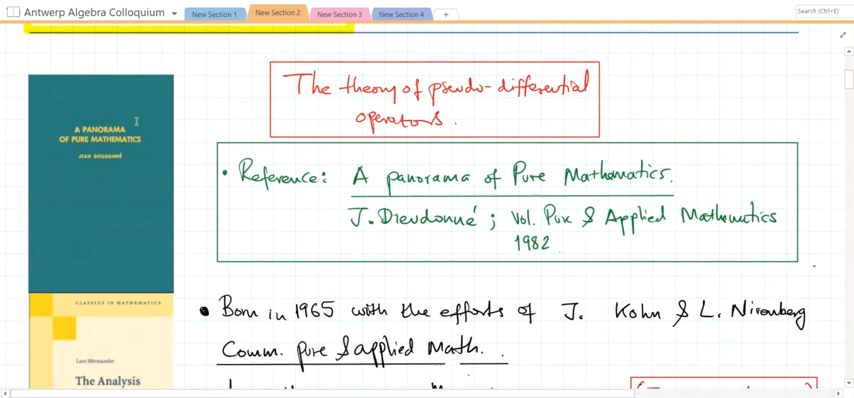 Antwerp Algebra Colloquium
New Section 1
New Section 2
New Section 3
New Section 4
+
Search (Ctrl+E)
A PANORAMA
OF PURE MATHEMATICS
JEAN DIEUDONNÉ
The theory of pseudo-differential
operators.
• Reference: A panorama of Pure Mathematics.
J. Dieudonné; Vol. Pure & Applied Mathematics
1982
• Born in 1965 with the efforts of J. Kohn & L. Nirenberg
Comm. pure & applied Math.
CLASSICS IN MATHEMATICS
Lars Hörmander
The Analysis